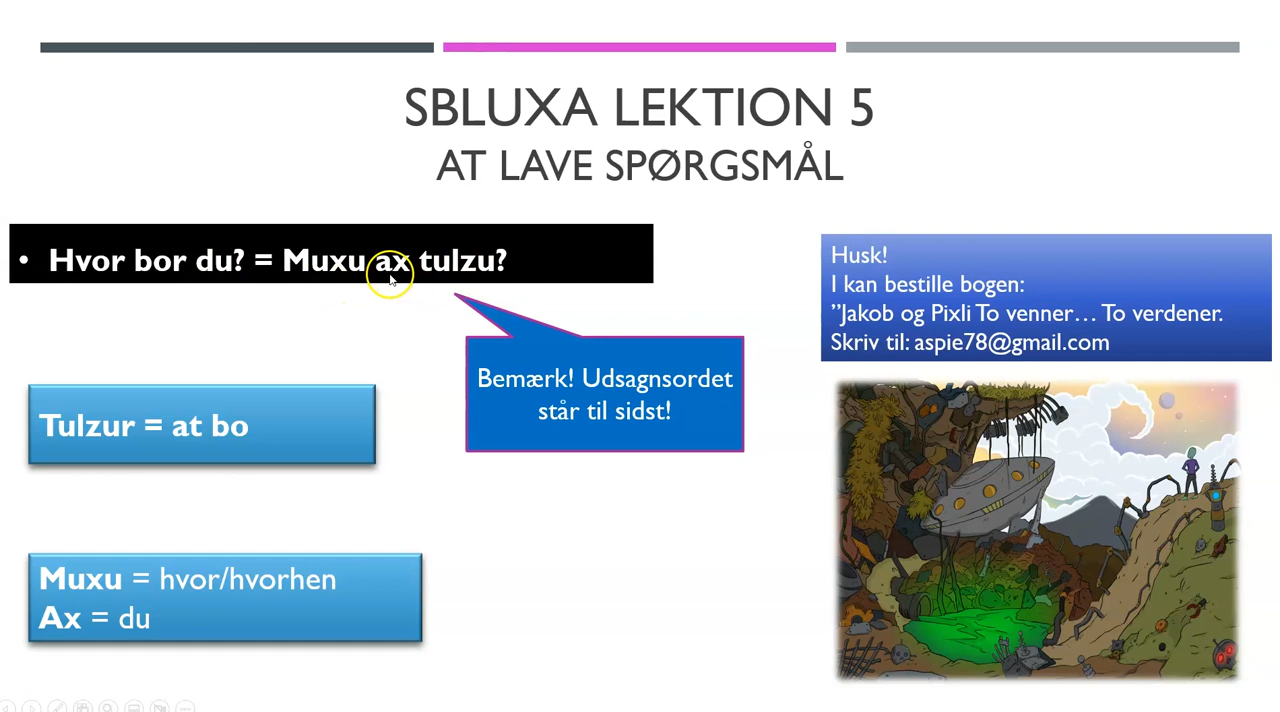 SBLUXA LEKTION 5
AT LAVE SPØRGSMÅL
• Hvor bor du? = Muxu ax tulzu?
Husk!
I kan bestille bogen:
”Jakob og Pixli To venner… To verdener.
Skriv til: aspie78@gmail.com
Bemærk! Udsagnsordet
står til sidst!
Tulzur = at bo
Muxu = hvor/hvorhen
Ax = du